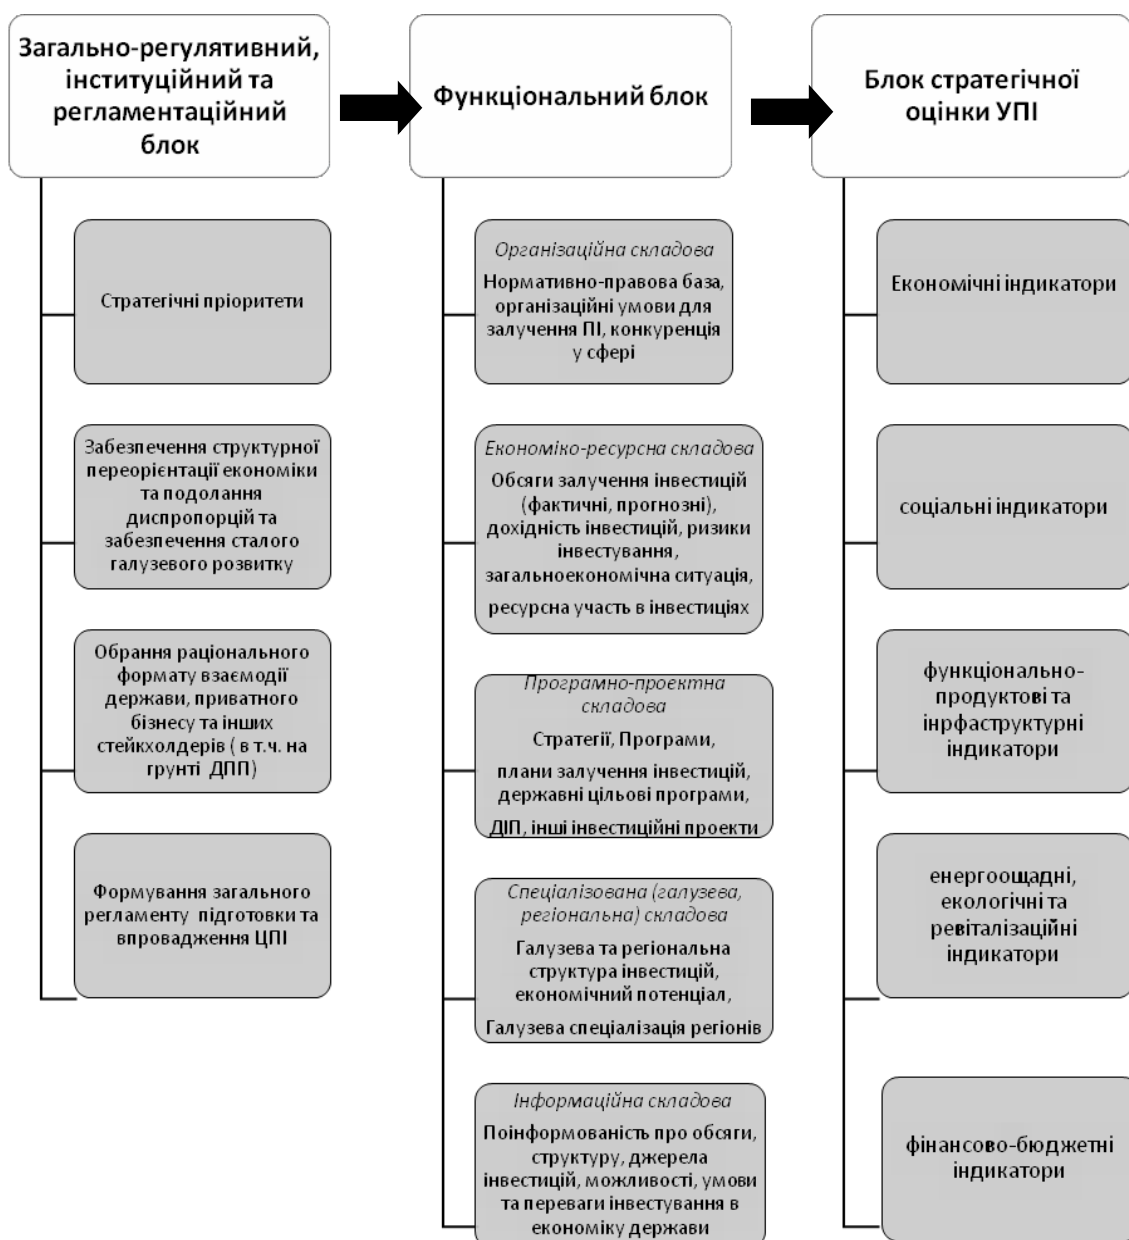 Загально-регулятивний,
інституційний та
регламентаційний
блок
Стратегічні пріоритети
Забезпечення структурної
переорієнтації економіки
та подолання
диспропорцій та
забезпечення сталого
галузевого розвитку
Обрання раціонального
формату взаємодії
держави, приватного
бізнесу та інших
стейкхолдерів ( в т.ч. на
грунті ДПП)
Формування загального
регламенту підготовки та
впровадження ЦПІ
Функціональний блок
Організаційна складова
Нормативно-правова база,
організаційні умови для
залучення ПІ, конкуренція
у сфері
Економіко-ресурсна складова
Обсяги залучення інвестицій
(фактичні, прогнозні),
дохідність інвестицій, ризики
інвестування,
загальноекономічна ситуація,
ресурсна участь в інвестиціях
Програмно-проектна
складова
Стратегії, Програми,
плани залучення інвестицій,
державні цільові програми,
ДІП, інші інвестиційні проекти
Спеціалізована (галузева,
регіональна) складова
Галузева та регіональна
структура інвестицій,
економічний потенціал,
Галузева спеціалізація регіонів
Інформаційна складова
Поінформованість про обсяги,
структуру, джерела
інвестицій, можливості, умови
та переваги інвестування в
економіку держави
Блок стратегічної
оцінки УПІ
Економічні індикатори
соціальні індикатори
функціонально-
продуктові та
інрфаструктурні
індикатори
енергоощадні,
екологічні та
ревіталізаційні
індикатори
фінансово-бюджетні
індикатори